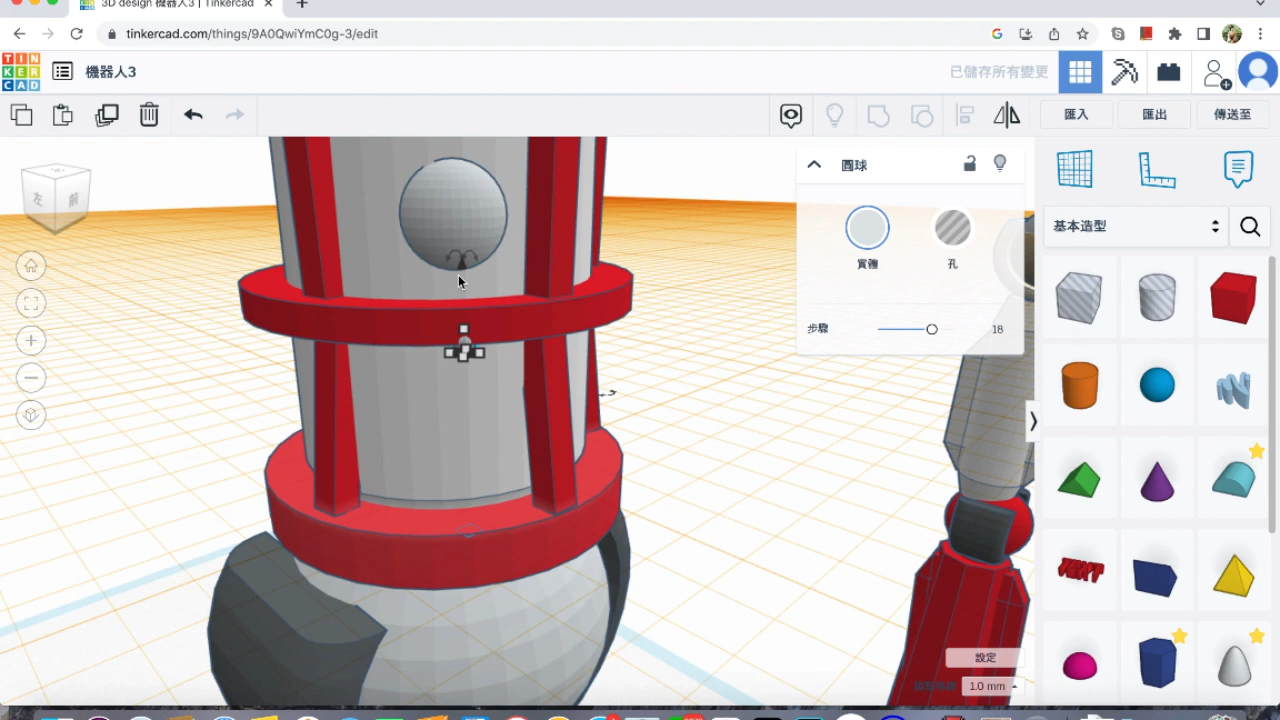 3D design 機器人3 | Tinkercad
tinkercad.com/things/9A0QwiYmC0g-3/edit
TIN
KER
CAD
機器人3
已儲存所有變更
匯入
匯出
傳送至
左
前
圓球
實體
孔
步驟
18
基本造型
TEXT
設定
1.0 mm